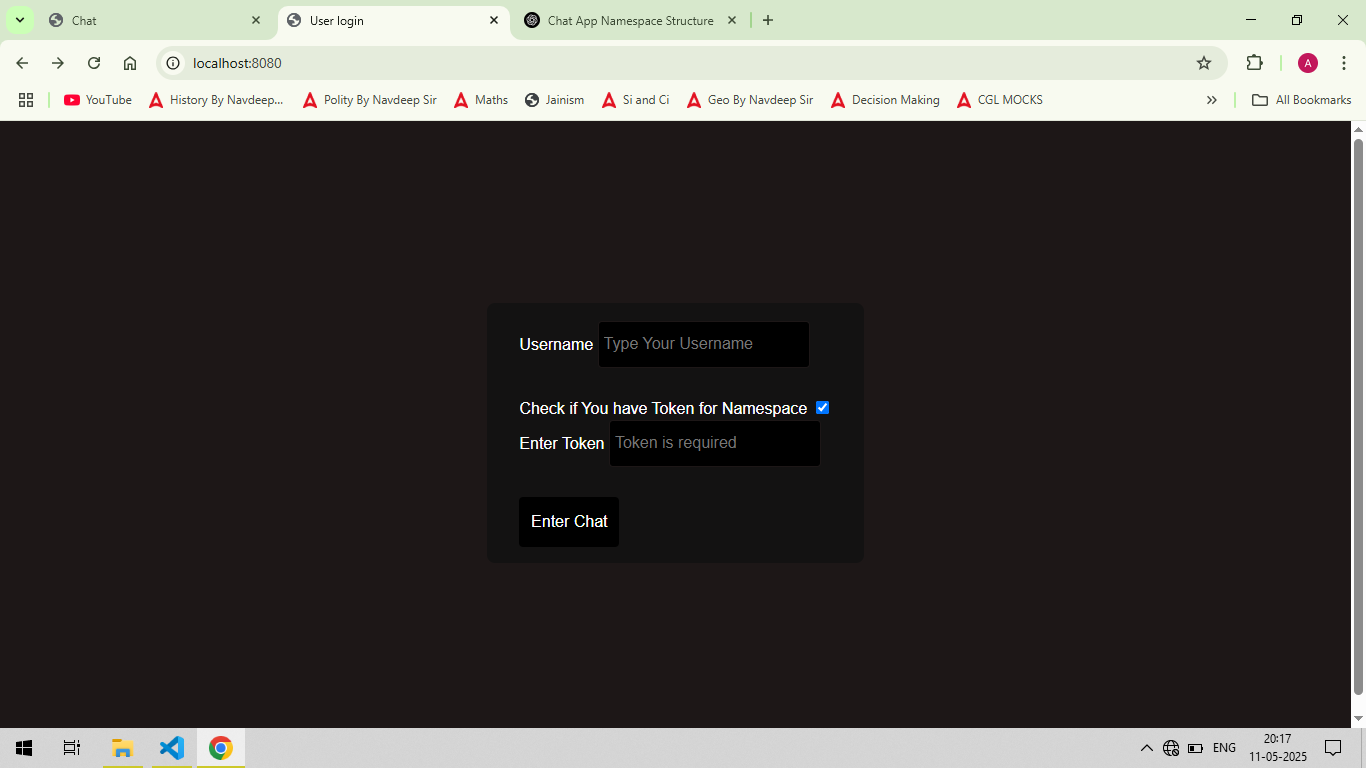 Chat
User login
Chat App Namespace Structure
localhost:8080
A
YouTube
History By Navdeep...
Polity By Navdeep Sir
Maths
Jainism
Si and Ci
Geo By Navdeep Sir
Decision Making
CGL MOCKS
All Bookmarks
Username
Type Your Username
Check if You have Token for Namespace
Enter Token
Token is required
Enter Chat
ENG
20:17
11-05-2025